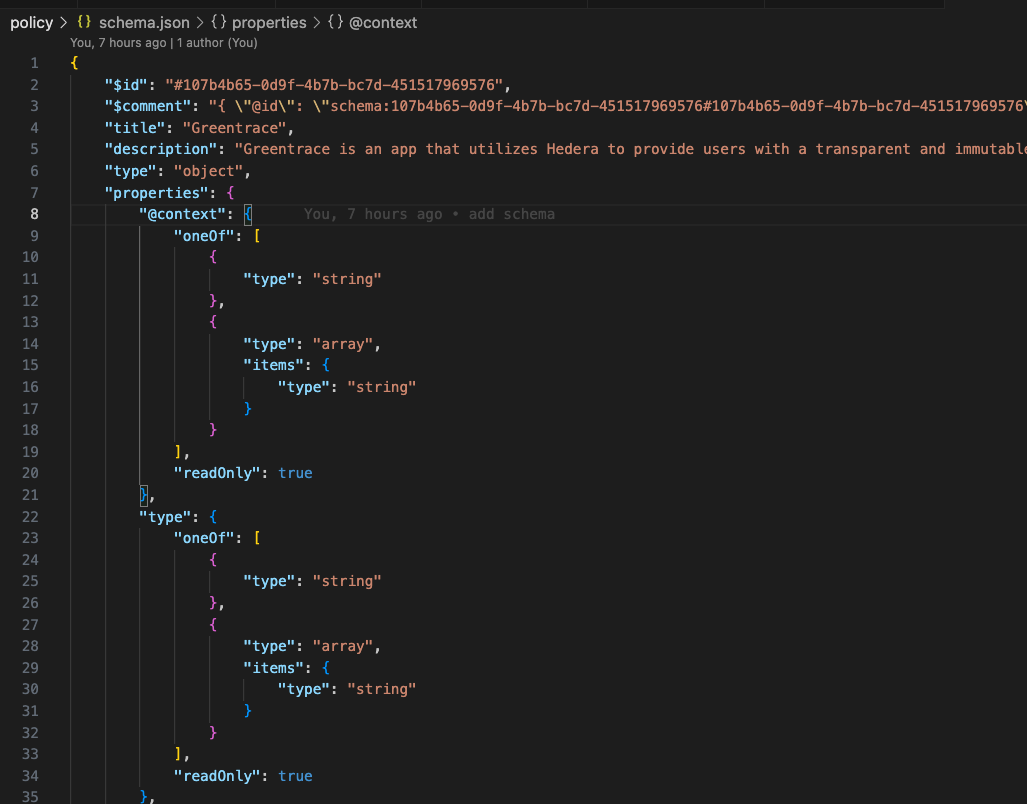 policy > {} schema.json > {} properties > {} @context
You, 7 hours ago | 1 author (You)
1 {
2 "$id": "#107b4b65-0d9f-4b7b-bc7d-451517969576",
3 "$comment": "{ \"@id\": \"schema:107b4b65-0d9f-4b7b-bc7d-451517969576#107b4b65-0d9f-4b7b-bc7d-451517969576\
4 "title": "Greentrace",
5 "description": "Greentrace is an app that utilizes Hedera to provide users with a transparent and immutable
6 "type": "object",
7 "properties": {
8 "@context": { You, 7 hours ago • add schema
9 "oneOf": [
10 {
11 "type": "string"
12 },
13 {
14 "type": "array",
15 "items": {
16 "type": "string"
17 }
18 }
19 ],
20 "readOnly": true
21 },
22 "type": {
23 "oneOf": [
24 {
25 "type": "string"
26 },
27 {
28 "type": "array",
29 "items": {
30 "type": "string"
31 }
32 }
33 ],
34 "readOnly": true
35 },